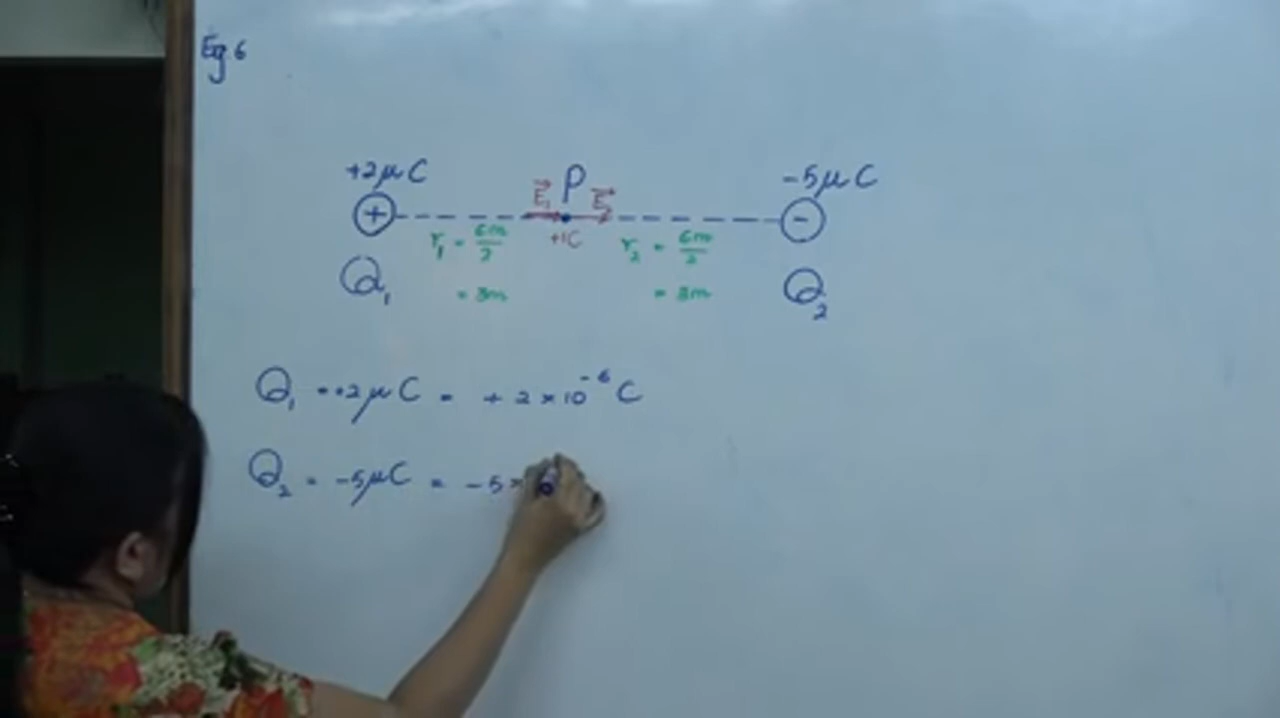 Eg 6
+2μC P -5μC
+ E₁ E₂ -
r₁ = 6m/2 +1C r₂ = 6m/2
Q₁ = 3m = 3m Q₂
Q₁ = +2μC = + 2 × 10⁻⁶ C
Q₂ = -5μC = -5 ×